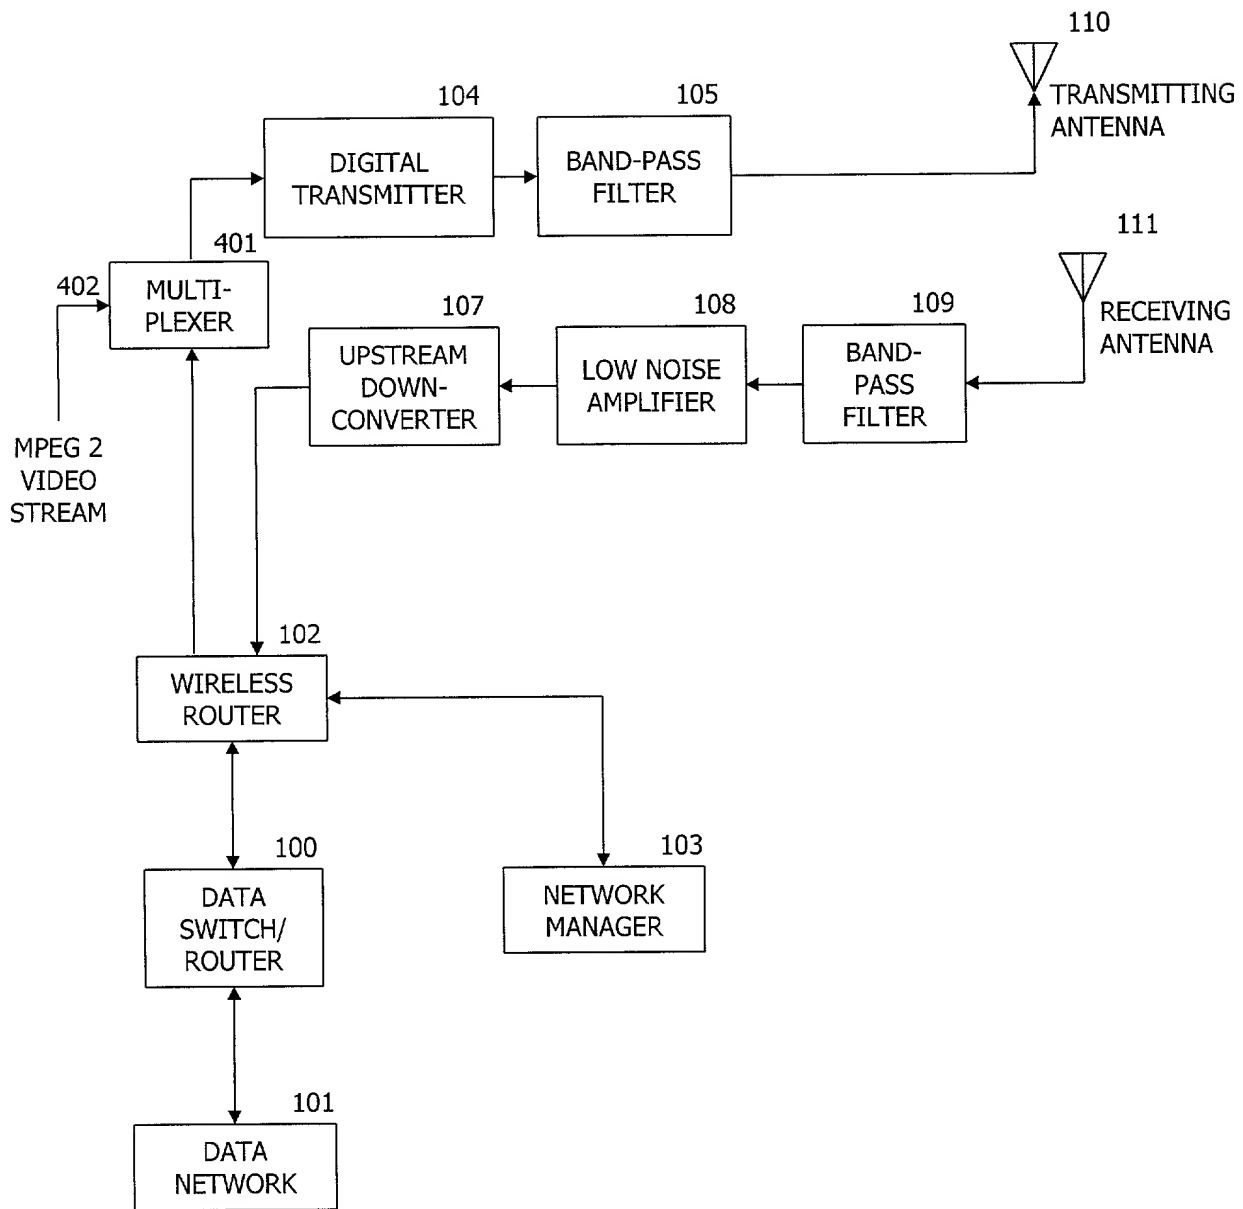 110
TRANSMITTING
ANTENNA
104
DIGITAL
TRANSMITTER
105
BAND-PASS
FILTER
401
MULTI-
PLEXER
402
MPEG 2
VIDEO
STREAM
107
UPSTREAM
DOWN-
CONVERTER
108
LOW NOISE
AMPLIFIER
109
BAND-
PASS
FILTER
111
RECEIVING
ANTENNA
102
WIRELESS
ROUTER
100
DATA
SWITCH/
ROUTER
103
NETWORK
MANAGER
101
DATA
NETWORK